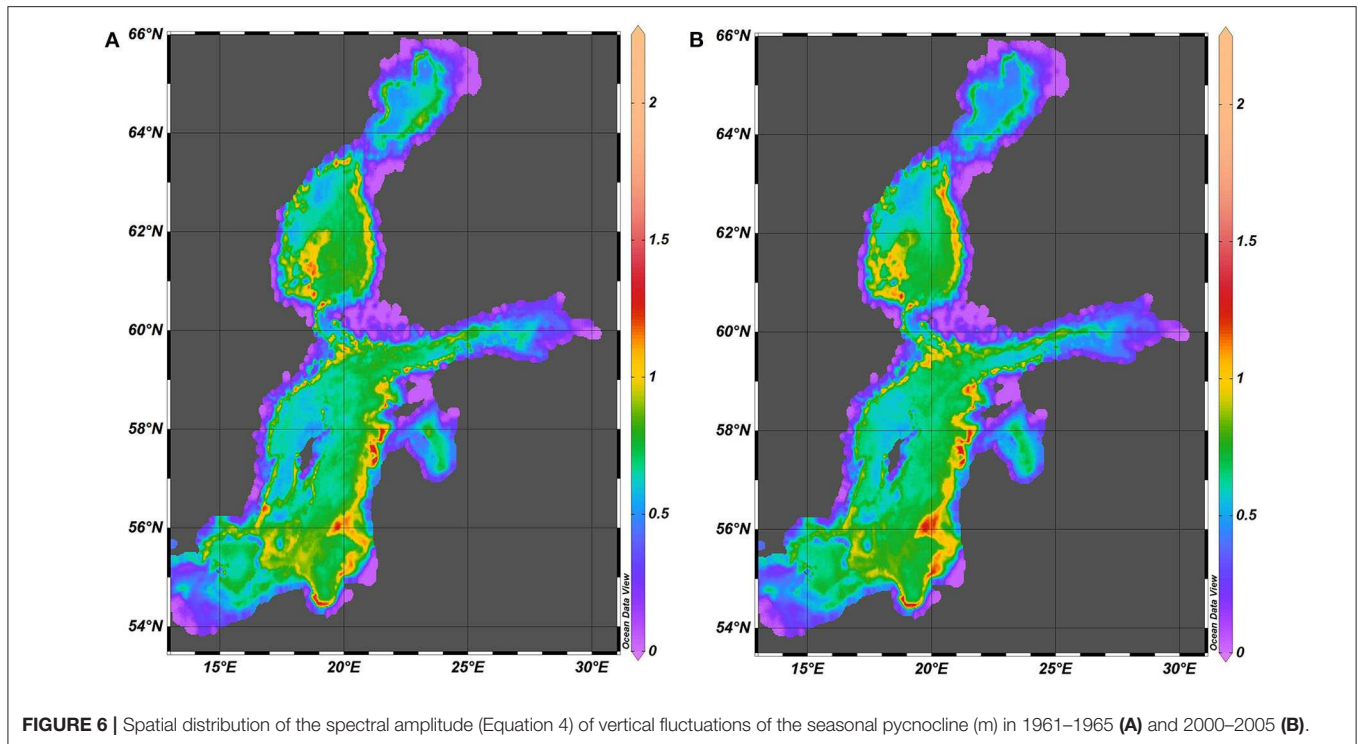 A
66°N
64°N
62°N
60°N
58°N
56°N
54°N
15°E
20°E
25°E
30°E
2
1.5
1
0.5
0
Ocean Data View
B
66°N
64°N
62°N
60°N
58°N
56°N
54°N
15°E
20°E
25°E
30°E
2
1.5
1
0.5
0
Ocean Data View
FIGURE 6 | Spatial distribution of the spectral amplitude (Equation 4) of vertical fluctuations of the seasonal pycnocline (m) in 1961–1965 (A) and 2000–2005 (B).